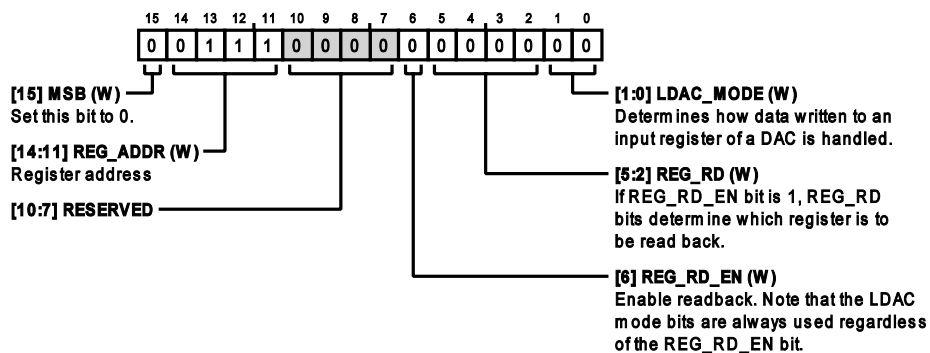 15 14 13 12 11 10 9 8 7 6 5 4 3 2 1 0
0 0 1 1 1 0 0 0 0 0 0 0 0 0 0 0
[15] MSB (W)
Set this bit to 0.
[14:11] REG_ADDR (W)
Register address
[10:7] RESERVED
[1:0] LDAC_MODE (W)
Determines how data written to an
input register of a DAC is handled.
[5:2] REG_RD (W)
If REG_RD_EN bit is 1, REG_RD
bits determine which register is to
be read back.
[6] REG_RD_EN (W)
Enable readback. Note that the LDAC
mode bits are always used regardless
of the REG_RD_EN bit.